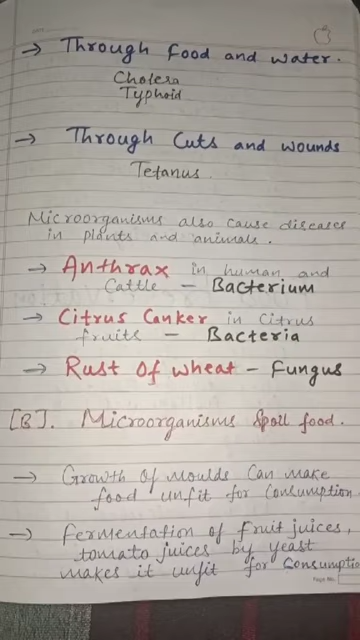 → Through Food and water.
Cholera
Typhoid
→ Through Cuts and wounds
Tetanus
Microorganisms also cause diseases
in plants and animals.
→ Anthrax in human and
Cattle – Bacterium
→ Citrus Canker in Citrus
fruits – Bacteria
→ Rust Of wheat – Fungus
[B]. Microorganisms Spoil food.
→ Growth Of Moulds Can make
food unfit for Consumption
→ Fermentation of fruit juices,
tomato juices by yeast
makes it unfit for Consumptio
Page No.